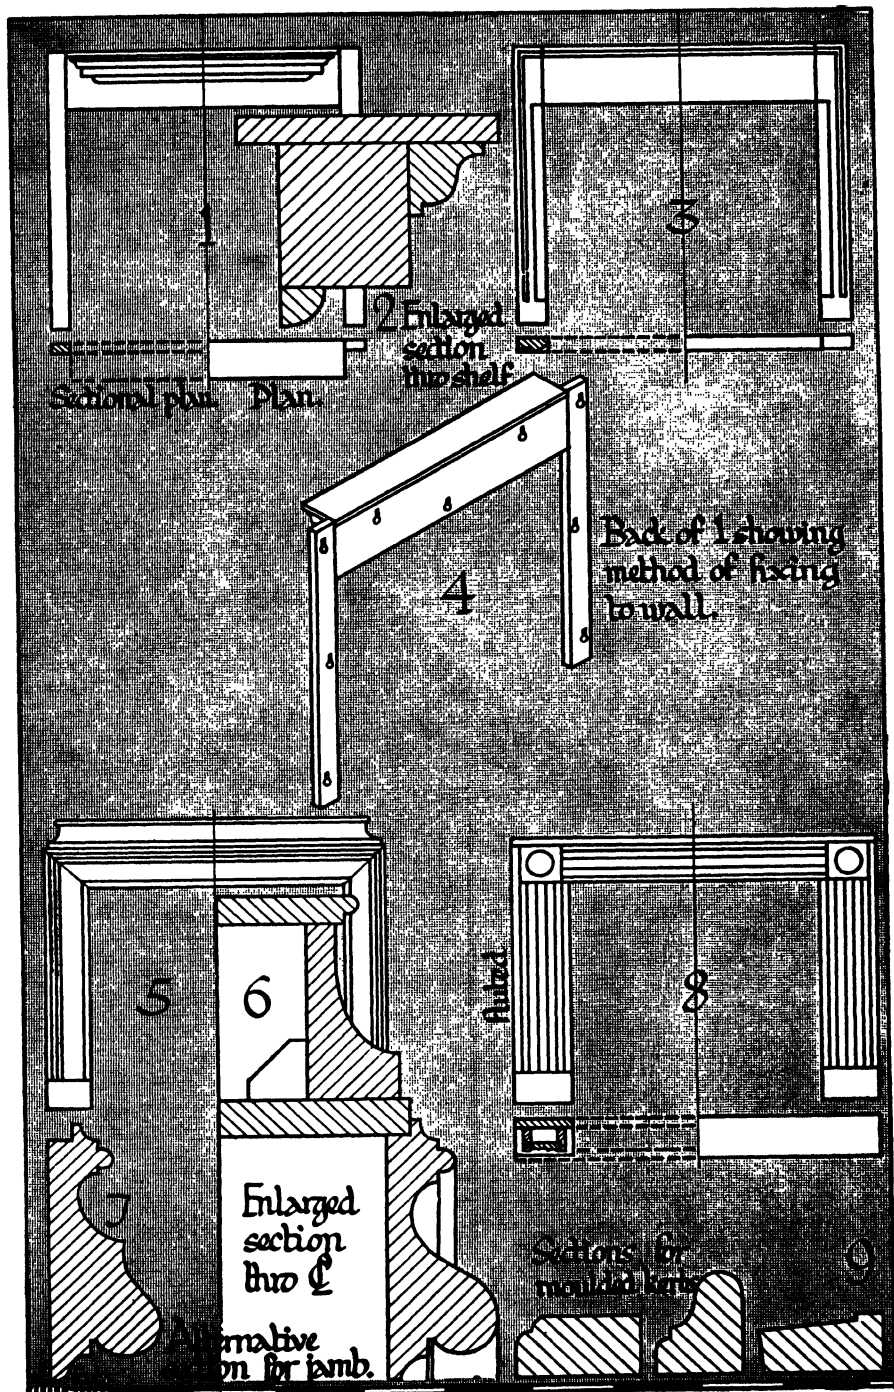 1
3
2 Enlarged
section
thro shelf
Sectional plan. Plan.
Back of 1 showing
method of fixing
to wall.
4
5
6
8
fluted
7
Enlarged
section
thro ℄
Sections for
moulded kerbs
9
Alternative
section for jamb.